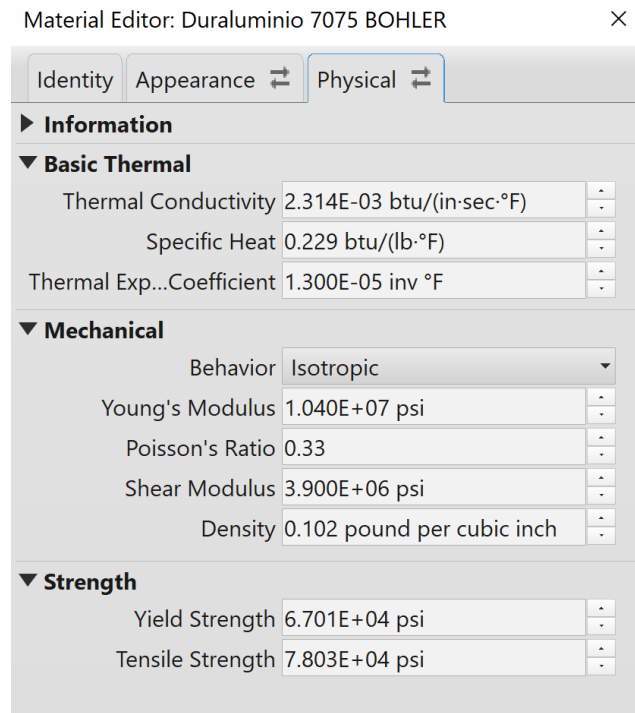 Material Editor: Duraluminio 7075 BOHLER
Identity Appearance Physical
Information
Basic Thermal
Thermal Conductivity 2.314E-03 btu/(in·sec·°F)
Specific Heat 0.229 btu/(lb·°F)
Thermal Exp...Coefficient 1.300E-05 inv °F
Mechanical
Behavior Isotropic
Young's Modulus 1.040E+07 psi
Poisson's Ratio 0.33
Shear Modulus 3.900E+06 psi
Density 0.102 pound per cubic inch
Strength
Yield Strength 6.701E+04 psi
Tensile Strength 7.803E+04 psi